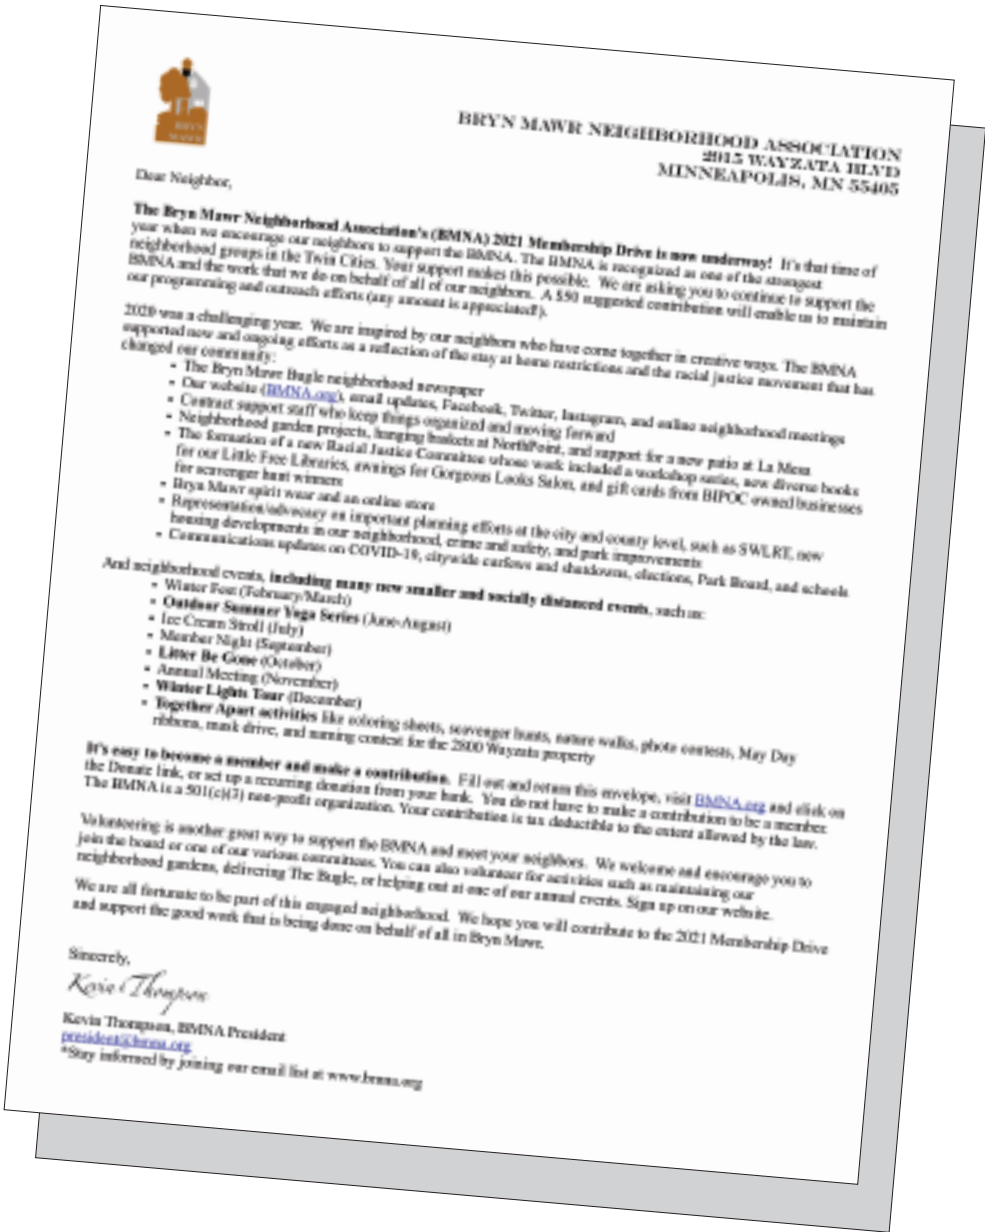 BRYN MAWR
BRYN MAWR NEIGHBORHOOD ASSOCIATION
2915 WAYZATA BLVD
MINNEAPOLIS, MN 55405
Dear Neighbor,
The Bryn Mawr Neighborhood Association's (BMNA) 2021 Membership Drive is now underway! It's that time of
year when we encourage our neighbors to support the BMNA. The BMNA is recognized as one of the strongest
neighborhood groups in the Twin Cities. Your support makes this possible. We are asking you to continue to support the
BMNA and the work that we do on behalf of all of our neighbors. A $50 suggested contribution will enable us to maintain
our programming and outreach efforts (any amount is appreciated!).
2020 was a challenging year. We are inspired by our neighbors who have come together in creative ways. The BMNA
supported new and ongoing efforts as a reflection of the stay at home restrictions and the racial justice movement that has
changed our community:
• The Bryn Mawr Bugle neighborhood newspaper
• Our website (BMNA.org), email updates, Facebook, Twitter, Instagram, and online neighborhood meetings
• Contract support staff who keep things organized and moving forward
• Neighborhood garden projects, hanging baskets at NorthPoint, and support for a new patio at La Mesa
• The formation of a new Racial Justice Committee whose work included a workshop series, new diverse books
for our Little Free Libraries, awnings for Gorgeous Looks Salon, and gift cards from BIPOC owned businesses
for scavenger hunt winners
• Bryn Mawr spirit wear and an online store
• Representation/advocacy on important planning efforts at the city and county level, such as SWLRT, new
housing developments in our neighborhood, crime and safety, and park improvements
• Communications updates on COVID-19, citywide curfews and shutdowns, elections, Park Board, and schools
And neighborhood events, including many new smaller and socially distanced events, such as:
• Winter Fest (February/March)
• Outdoor Summer Yoga Series (June-August)
• Ice Cream Stroll (July)
• Member Night (September)
• Litter Be Gone (October)
• Annual Meeting (November)
• Winter Lights Tour (December)
• Together Apart activities like coloring sheets, scavenger hunts, nature walks, photo contests, May Day
ribbons, mask drive, and naming contest for the 2800 Wayzata property
It's easy to become a member and make a contribution. Fill out and return this envelope, visit BMNA.org and click on
the Donate link, or set up a recurring donation from your bank. You do not have to make a contribution to be a member.
The BMNA is a 501(c)(3) non-profit organization. Your contribution is tax deductible to the extent allowed by the law.
Volunteering is another great way to support the BMNA and meet your neighbors. We welcome and encourage you to
join the board or one of our various committees. You can also volunteer for activities such as maintaining our
neighborhood gardens, delivering The Bugle, or helping out at one of our annual events. Sign up on our website.
We are all fortunate to be part of this engaged neighborhood. We hope you will contribute to the 2021 Membership Drive
and support the good work that is being done on behalf of all in Bryn Mawr.
Sincerely,
Kevin Thompson
Kevin Thompson, BMNA President
president@bmna.org
*Stay informed by joining our email list at www.bmna.org